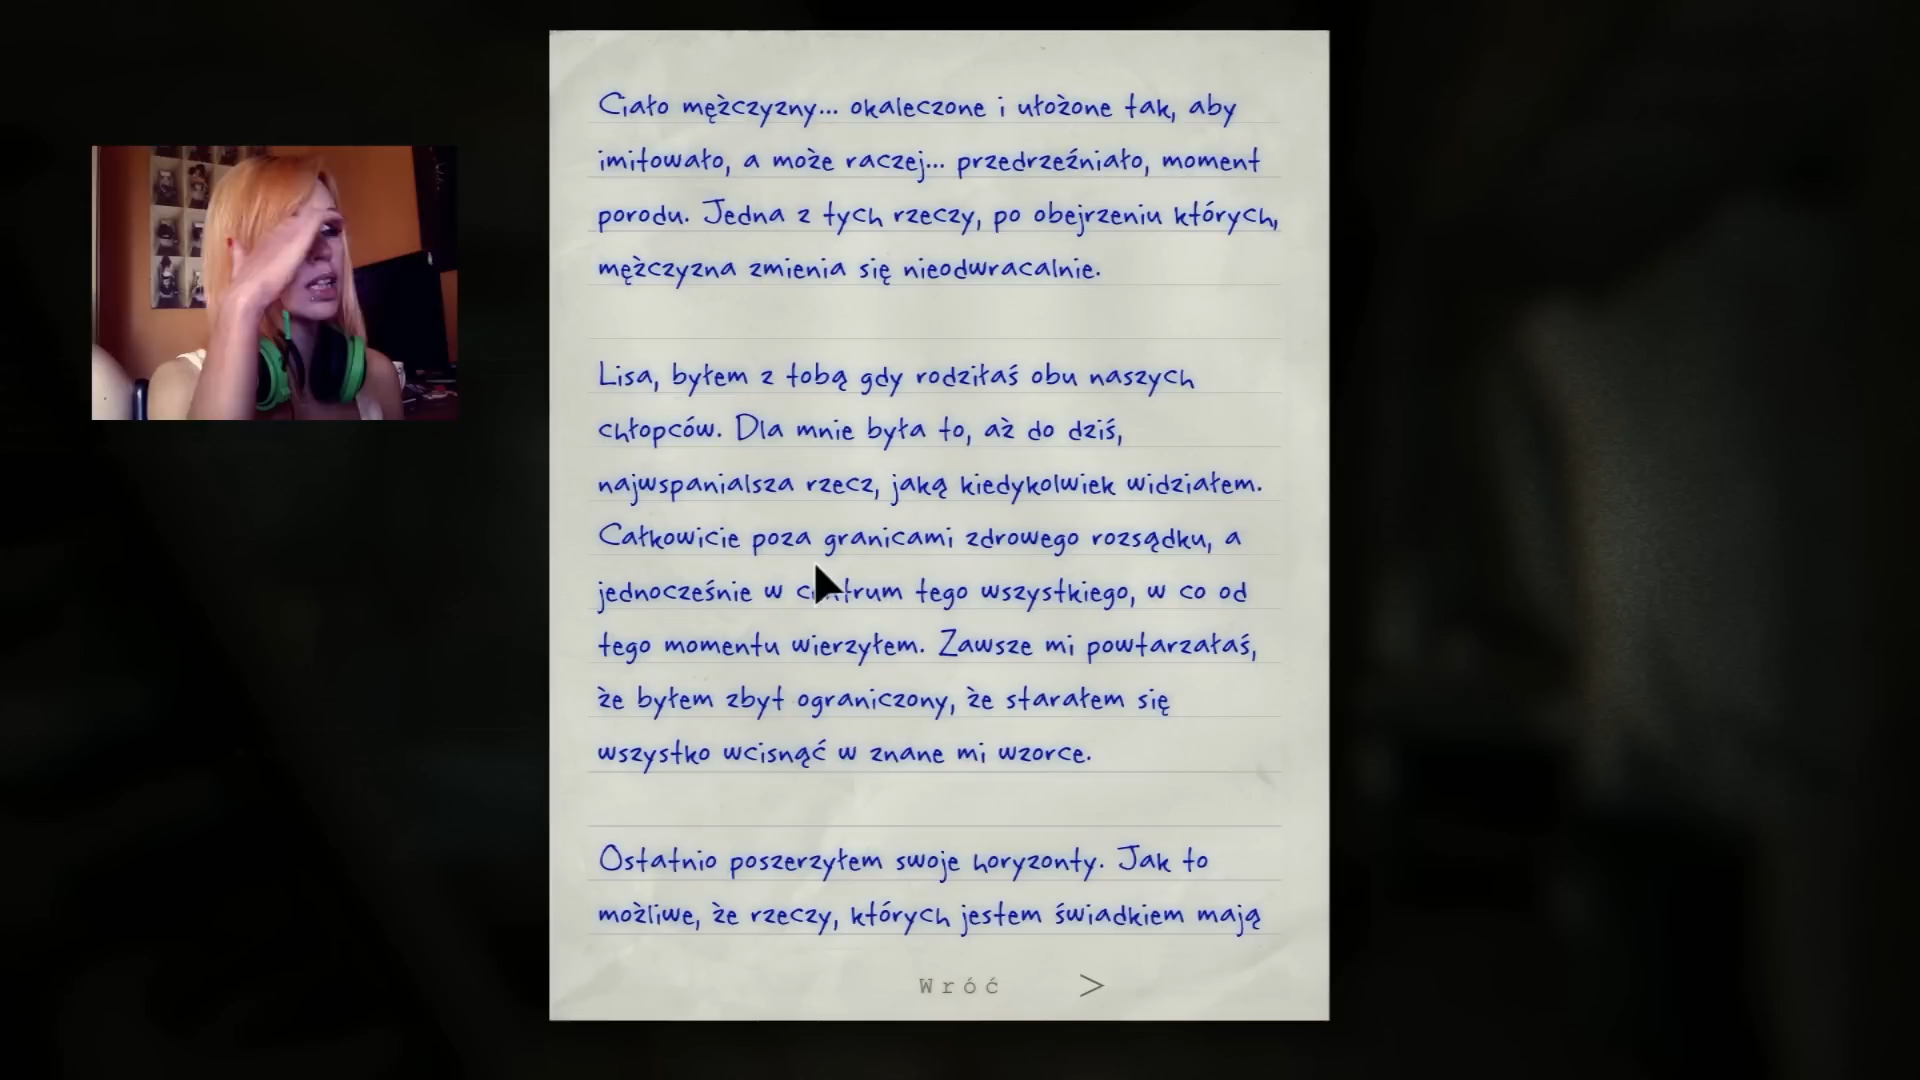 Ciało mężczyzny... okaleczone i ułożone tak, aby
imitowało, a może raczej... przedrzeźniało, moment
porodu. Jedna z tych rzeczy, po obejrzeniu których,
mężczyzna zmienia się nieodwracalnie.
Lisa, byłem z tobą gdy rodziłaś obu naszych
chłopców. Dla mnie była to, aż do dziś,
najwspanialsza rzecz, jaką kiedykolwiek widziałem.
Całkowicie poza granicami zdrowego rozsądku, a
jednocześnie w centrum tego wszystkiego, w co od
tego momentu wierzyłem. Zawsze mi powtarzałaś,
że byłem zbyt ograniczony, że starałem się
wszystko wcisnąć w znane mi wzorce.
Ostatnio poszerzyłem swoje horyzonty. Jak to
możliwe, że rzeczy, których jestem świadkiem mają
Wróć >